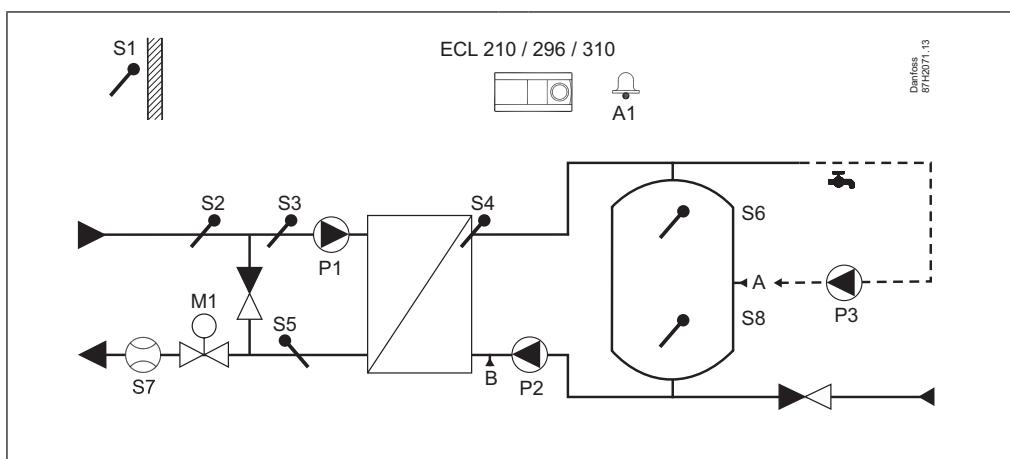 S1
ECL 210 / 296 / 310
A1
Danfoss
87H2071.13
S2
S3
P1
S4
S6
A
P3
S8
M1
S5
S7
B
P2